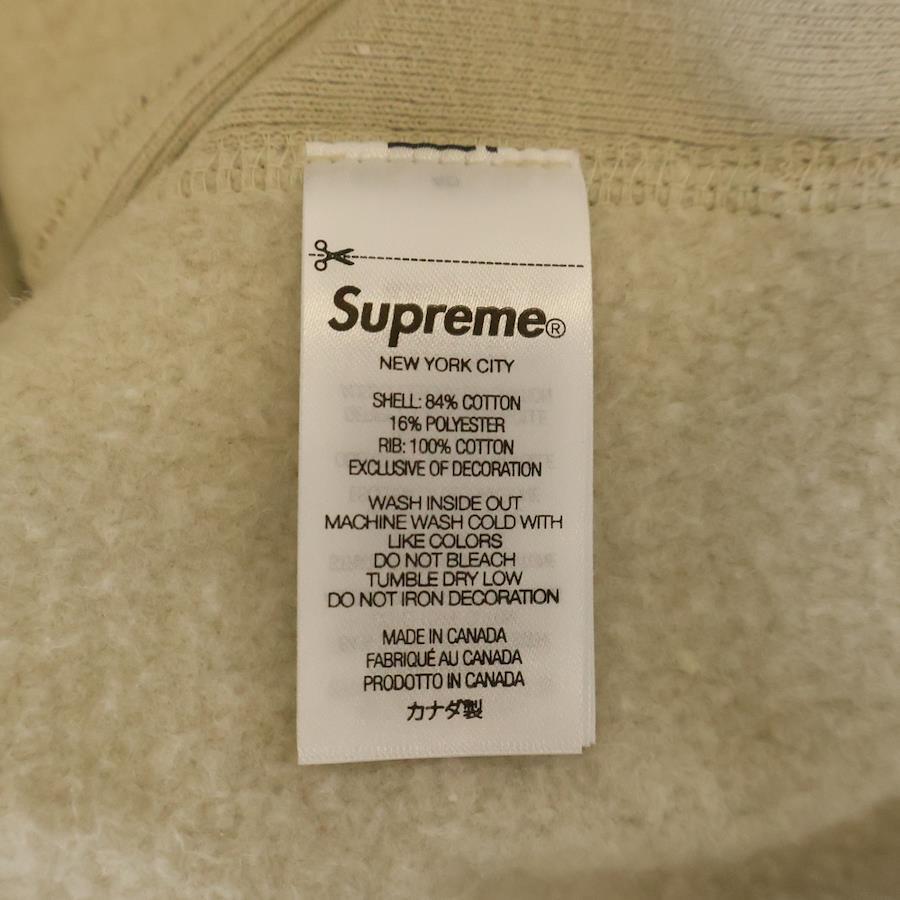 Supreme®
NEW YORK CITY
SHELL: 84% COTTON
16% POLYESTER
RIB: 100% COTTON
EXCLUSIVE OF DECORATION
WASH INSIDE OUT
MACHINE WASH COLD WITH
LIKE COLORS
DO NOT BLEACH
TUMBLE DRY LOW
DO NOT IRON DECORATION
MADE IN CANADA
FABRIQUÉ AU CANADA
PRODOTTO IN CANADA
カナダ製